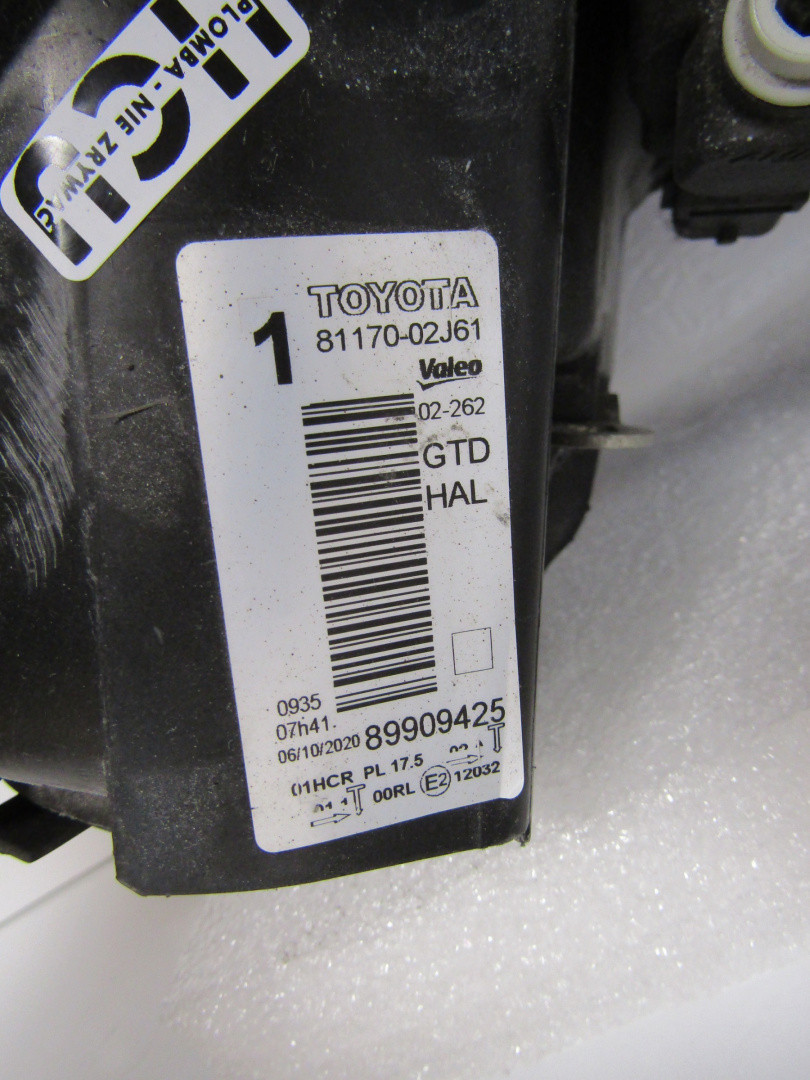 PLOMBA - NIE ZRYWAĆ
TOYOTA
1
81170-02J61
Valeo
02-262
GTD
HAL
0935
07h41
06/10/2020 89909425
01HCR PL 17.5
00RL E2 12032